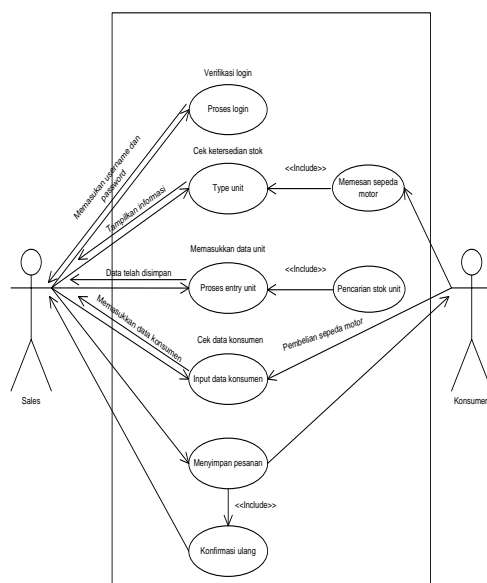 Verifikasi login
Proses login
Memasukan username dan
password
Cek ketersedian stok
<<Include>>
Type unit
Memesan sepeda
motor
Tampilkan informasi
Memasukkan data unit
<<Include>>
Data telah disimpan
Proses entry unit
Pencarian stok unit
Memasukkan data konsumen
Cek data konsumen
Pembelian sepeda motor
Input data konsumen
Sales
Konsumen
Menyimpan pesanan
<<Include>>
Konfirmasi ulang